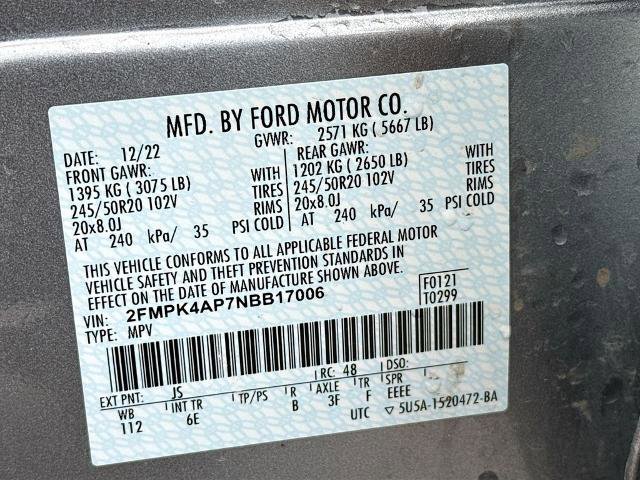 MFD. BY FORD MOTOR CO.
DATE: 12/22 GVWR: 2571 KG ( 5667 LB)
FRONT GAWR: REAR GAWR:
1395 KG ( 3075 LB) WITH 1202 KG ( 2650 LB) WITH
245/50R20 102V TIRES 245/50R20 102V TIRES
20x8.0J RIMS 20x8.0J RIMS
AT 240 kPa/ 35 PSI COLD AT 240 kPa/ 35 PSI COLD
THIS VEHICLE CONFORMS TO ALL APPLICABLE FEDERAL MOTOR
VEHICLE SAFETY AND THEFT PREVENTION STANDARDS IN
EFFECT ON THE DATE OF MANUFACTURE SHOWN ABOVE.
VIN: 2FMPK4AP7NBB17006 F0121
TYPE: MPV T0299
EXT PNT: JS RC: 48 DSO:
WB INT TR TP/PS R AXLE TR SPR
112 6E B 3F F EEEE
UTC ▽ 5U5A-1520472-BA